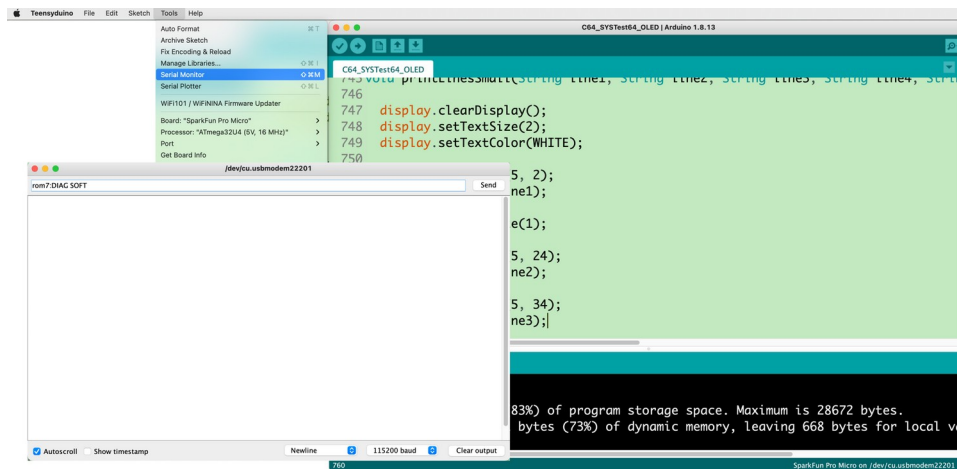 Teensyduino File Edit Sketch Tools Help
Auto Format ⌘ T
Archive Sketch
Fix Encoding & Reload
Manage Libraries... ⇧ ⌘ I
Serial Monitor ⇧ ⌘ M
Serial Plotter ⇧ ⌘ L
WiFi101 / WiFiNINA Firmware Updater
Board: "SparkFun Pro Micro" >
Processor: "ATmega32U4 (5V, 16 MHz)" >
Port >
Get Board Info
C64_SYSTest64_OLED | Arduino 1.8.13
C64_SYSTest64_OLED
745 void printLinesSmall(String line1, String line2, String line3, String line4, Stri
746
747 display.clearDisplay();
748 display.setTextSize(2);
749 display.setTextColor(WHITE);
750
5, 2);
ne1);
e(1);
5, 24);
ne2);
5, 34);
ne3);
/dev/cu.usbmodem22201
rom7:DIAG SOFT Send
Autoscroll Show timestamp Newline 115200 baud Clear output
83%) of program storage space. Maximum is 28672 bytes.
bytes (73%) of dynamic memory, leaving 668 bytes for local v
760 SparkFun Pro Micro on /dev/cu.usbmodem22201